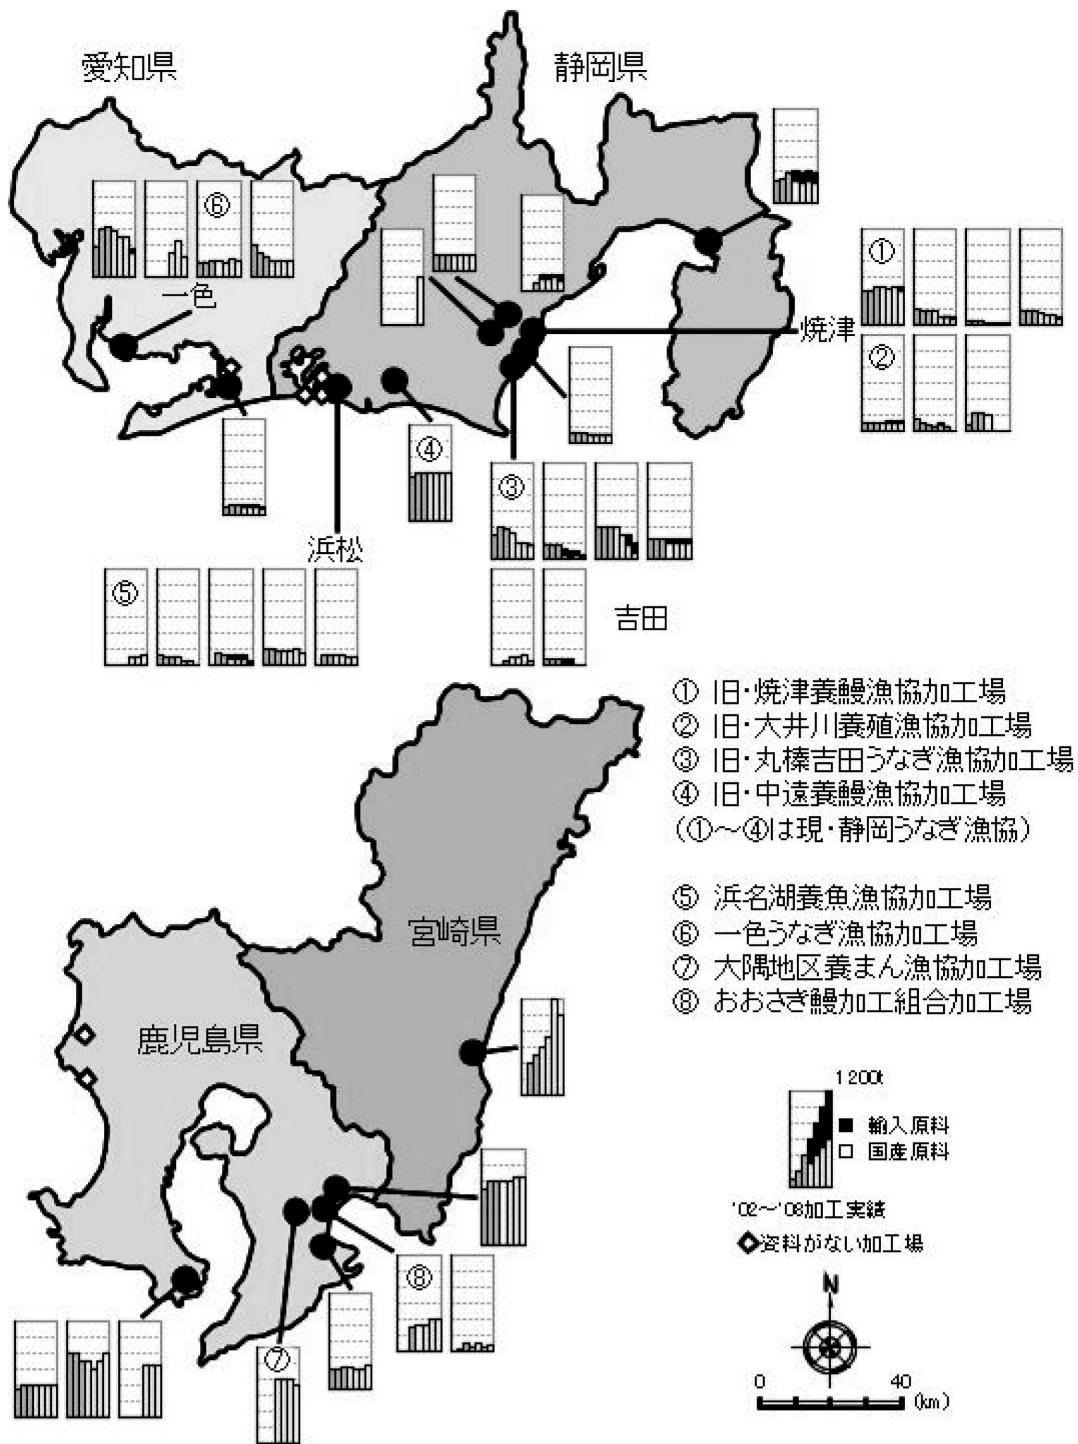 愛知県
静岡県
⑥
一色
①
焼津
②
④
③
浜松
⑤
吉田
① 旧・焼津養鰻漁協加工場
② 旧・大井川養殖漁協加工場
③ 旧・丸榛吉田うなぎ漁協加工場
④ 旧・中遠養鰻漁協加工場
(①～④は現・静岡うなぎ漁協)
⑤ 浜名湖養魚漁協加工場
⑥ 一色うなぎ漁協加工場
⑦ 大隅地区養まん漁協加工場
⑧ おおさき鰻加工組合加工場
宮崎県
鹿児島県
1200t
輸入原料
国産原料
'02～'08加工実績
資料がない加工場
⑧
⑦
N
0 40
(km)